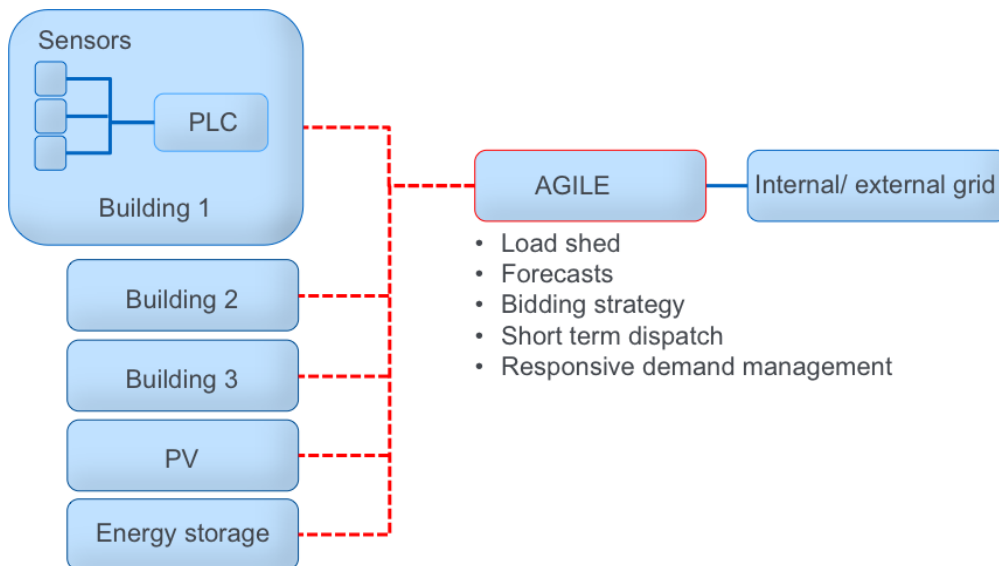 Sensors
PLC
Building 1
Building 2
Building 3
PV
Energy storage
AGILE
• Load shed
• Forecasts
• Bidding strategy
• Short term dispatch
• Responsive demand management
Internal/ external grid